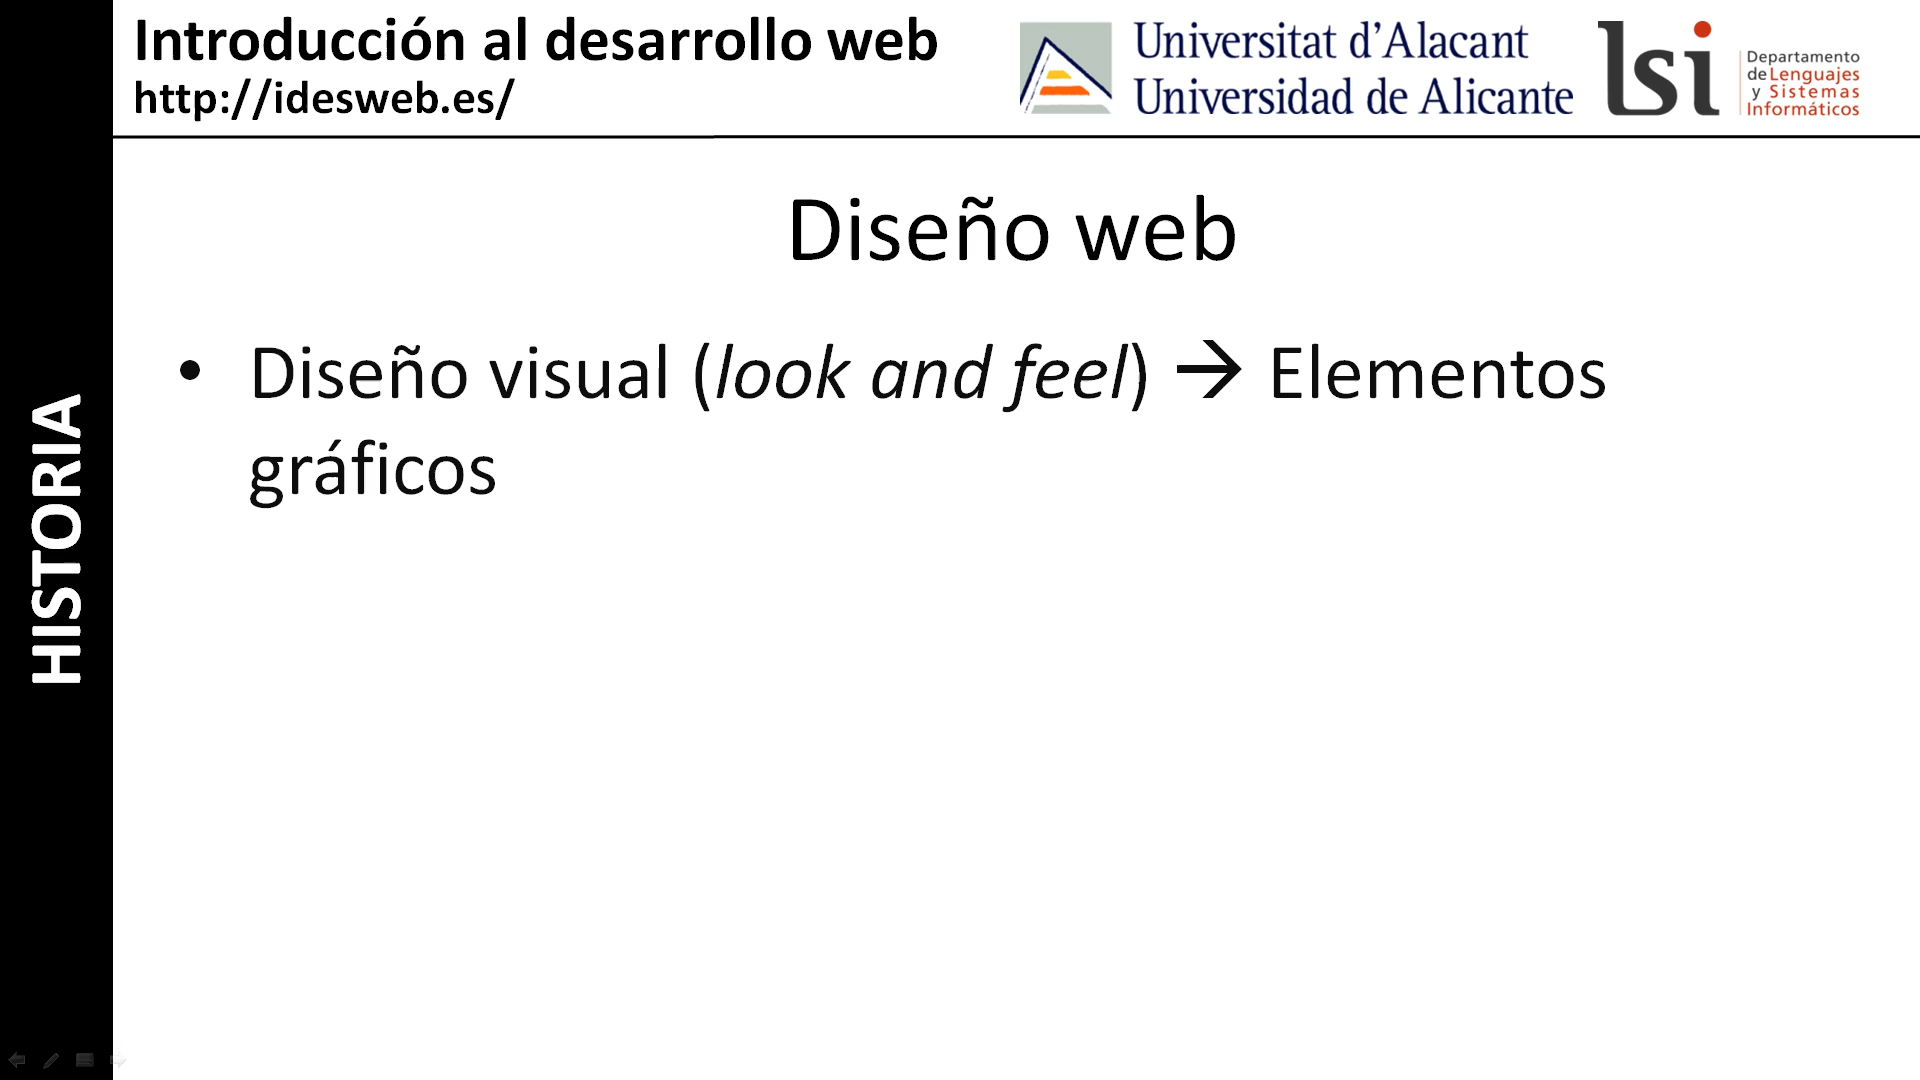 Introducción al desarrollo web
http://idesweb.es/
Universitat d'Alacant
Universidad de Alicante
lsi
Departamento
de Lenguajes
y Sistemas
Informáticos
HISTORIA
Diseño web
• Diseño visual (look and feel) → Elementos
gráficos